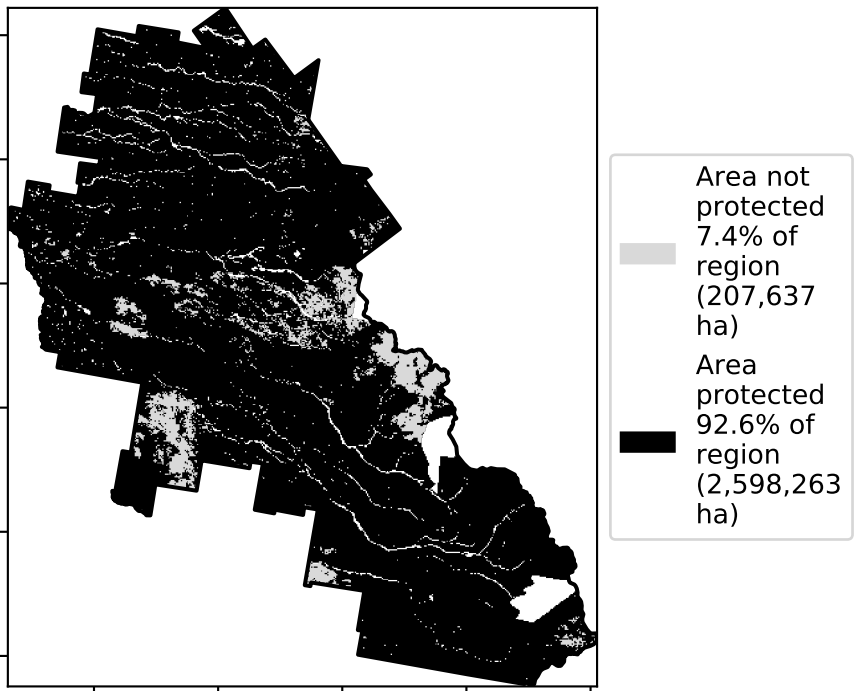 Area not
protected
7.4% of
region
(207,637
ha)
Area
protected
92.6% of
region
(2,598,263
ha)